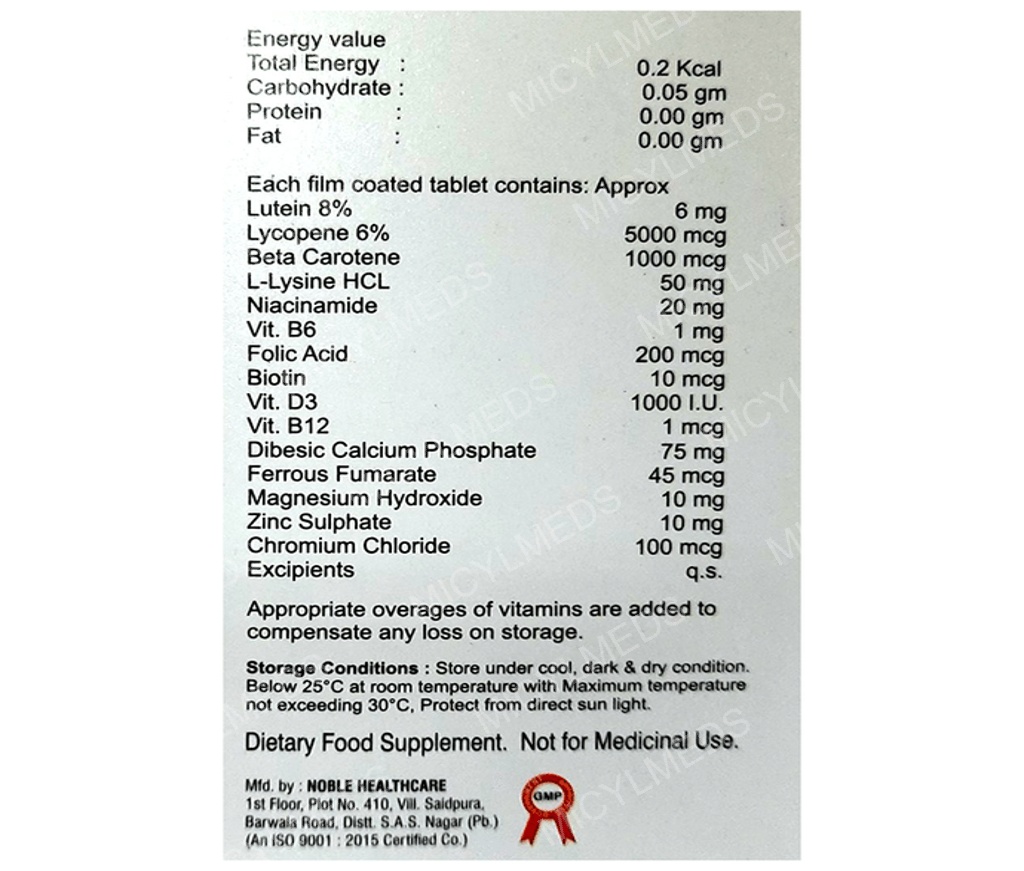 Energy value
Total Energy : 0.2 Kcal
Carbohydrate : 0.05 gm
Protein : 0.00 gm
Fat : 0.00 gm
Each film coated tablet contains: Approx
Lutein 8% 6 mg
Lycopene 6% 5000 mcg
Beta Carotene 1000 mcg
L-Lysine HCL 50 mg
Niacinamide 20 mg
Vit. B6 1 mg
Folic Acid 200 mcg
Biotin 10 mcg
Vit. D3 1000 I.U.
Vit. B12 1 mcg
Dibesic Calcium Phosphate 75 mg
Ferrous Fumarate 45 mcg
Magnesium Hydroxide 10 mg
Zinc Sulphate 10 mg
Chromium Chloride 100 mcg
Excipients q.s.
Appropriate overages of vitamins are added to
compensate any loss on storage.
Storage Conditions : Store under cool, dark & dry condition.
Below 25°C at room temperature with Maximum temperature
not exceeding 30°C, Protect from direct sun light.
Dietary Food Supplement. Not for Medicinal Use.
Mfd. by : NOBLE HEALTHCARE
1st Floor, Plot No. 410, Vill. Saidpura,
Barwala Road, Distt. S.A.S. Nagar (Pb.)
(An ISO 9001 : 2015 Certified Co.)
GMP
MICYLMEDS